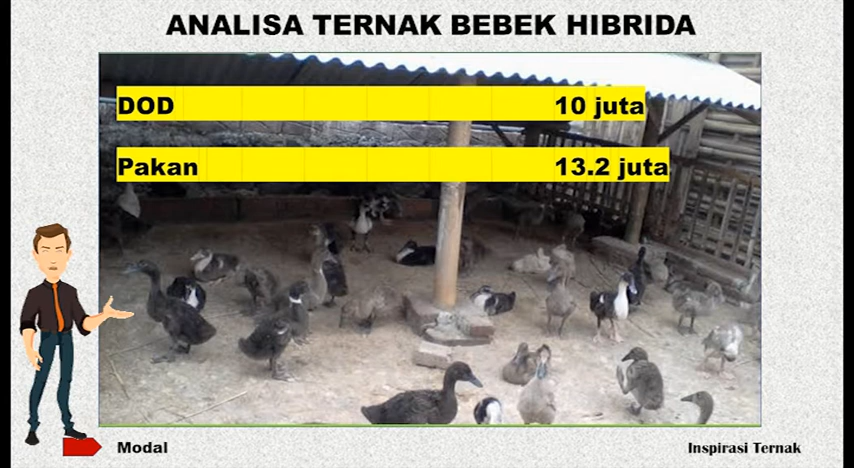 ANALISA TERNAK BEBEK HIBRIDA
DOD 10 juta
Pakan 13.2 juta
Modal
Inspirasi Ternak